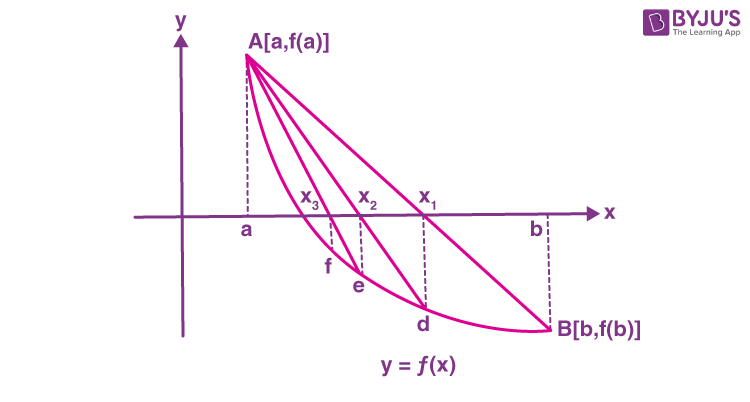 BYJU'S
The Learning App
y
A[a,f(a)]
x₃
x₂
x₁
x
a
b
f
e
d
B[b,f(b)]
y = f(x)